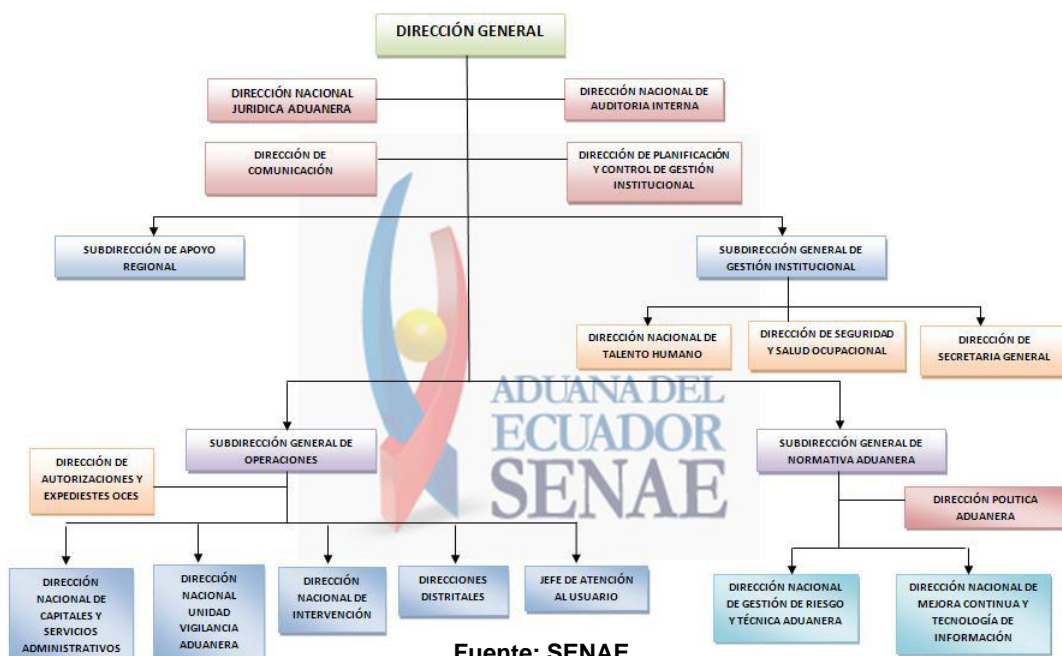 DIRECCIÓN GENERAL
DIRECCIÓN NACIONAL
JURIDICA ADUANERA
DIRECCIÓN NACIONAL DE
AUDITORIA INTERNA
DIRECCIÓN DE
COMUNICACIÓN
DIRECCIÓN DE PLANIFICACIÓN
Y CONTROL DE GESTIÓN
INSTITUCIONAL
SUBDIRECCIÓN DE APOYO
REGIONAL
SUBDIRECCIÓN GENERAL DE
GESTIÓN INSTITUCIONAL
DIRECCIÓN NACIONAL DE
TALENTO HUMANO
DIRECCIÓN DE SEGURIDAD
Y SALUD OCUPACIONAL
DIRECCIÓN DE
SECRETARIA GENERAL
ADUANA DEL
ECUADOR
SENAE
SUBDIRECCIÓN GENERAL DE
OPERACIONES
SUBDIRECCIÓN GENERAL DE
NORMATIVA ADUANERA
DIRECCIÓN DE
AUTORIZACIONES Y
EXPEDIESTES OCES
DIRECCIÓN POLITICA
ADUANERA
DIRECCIÓN
NACIONAL DE
CAPITALES Y
SERVICIOS
ADMINISTRATIVOS
DIRECCIÓN
NACIONAL
UNIDAD
VIGILANCIA
ADUANERA
DIRECCIÓN
NACIONAL DE
INTERVENCIÓN
DIRECCIONES
DISTRITALES
JEFE DE ATENCIÓN
AL USUARIO
DIRECCIÓN NACIONAL
DE GESTIÓN DE RIESGO
Y TÉCNICA ADUANERA
DIRECCIÓN NACIONAL DE
MEJORA CONTINUA Y
TECNOLOGÍA DE
INFORMACIÓN
Fuente: SENAE